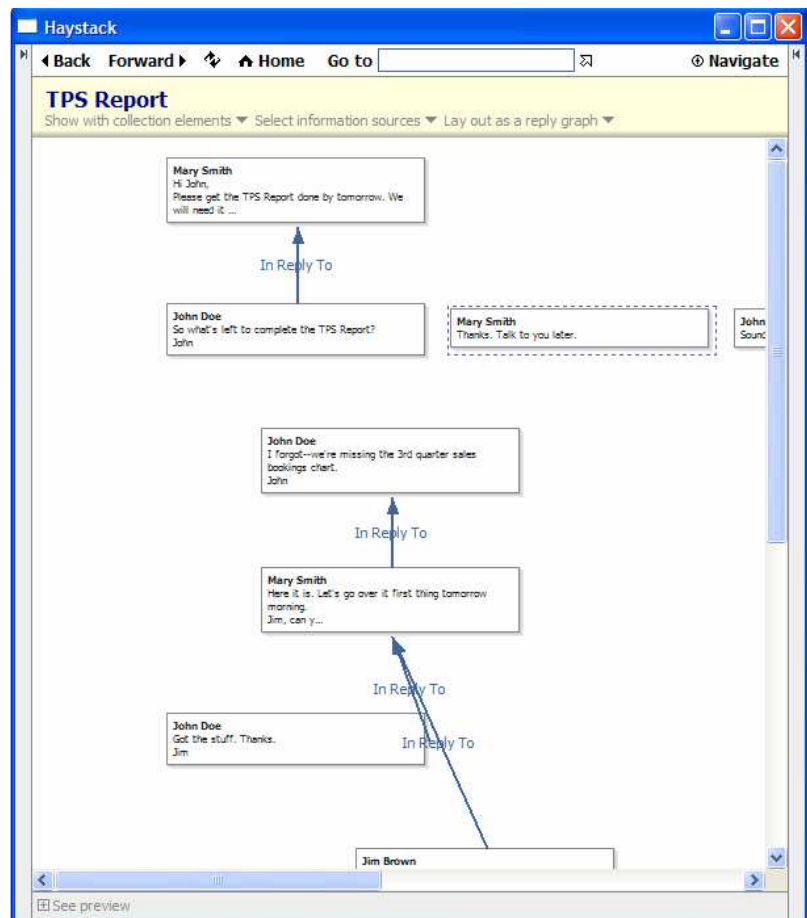 Haystack
Back Forward Home Go to Navigate
TPS Report
Show with collection elements Select information sources Lay out as a reply graph
Mary Smith
Hi John,
Please get the TPS Report done by tomorrow. We
will need it ...
In Reply To
John Doe
So what's left to complete the TPS Report?
John
Mary Smith
Thanks. Talk to you later.
John
Sound
John Doe
I forgot--we're missing the 3rd quarter sales
bookings chart.
John
In Reply To
Mary Smith
Here it is. Let's go over it first thing tomorrow
morning.
Jim, can y...
In Reply To
John Doe
Got the stuff. Thanks.
Jim
In Reply To
Jim Brown
See preview